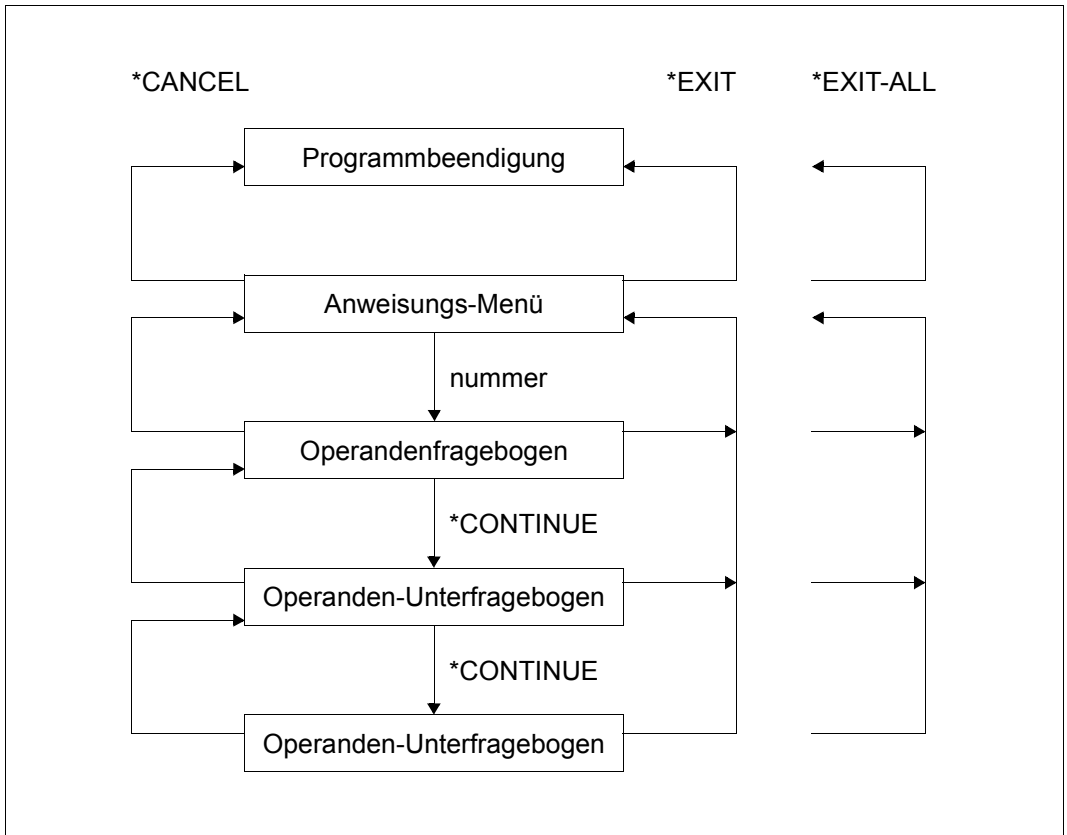 *CANCEL *EXIT *EXIT-ALL
Programmbeendigung
Anweisungs-Menü
nummer
Operandenfragebogen
*CONTINUE
Operanden-Unterfragebogen
*CONTINUE
Operanden-Unterfragebogen